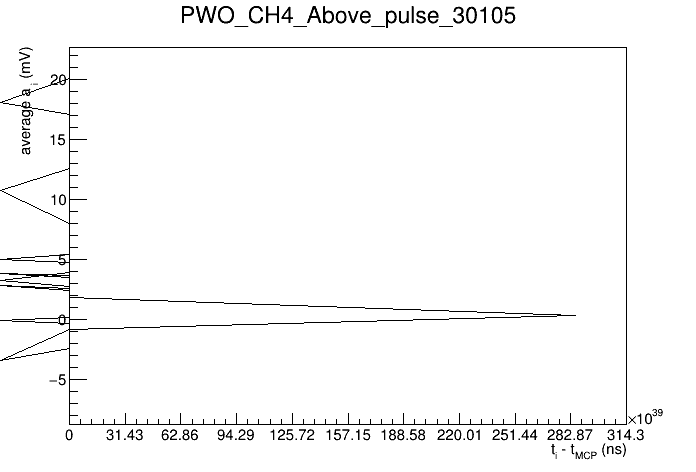 PWO_CH4_Above_pulse_30105
average a_i (mV)
20
15
10
5
0
−5
0 31.43 62.86 94.29 125.72 157.15 188.58 220.01 251.44 282.87 314.3
×10^39
t_i - t_MCP (ns)